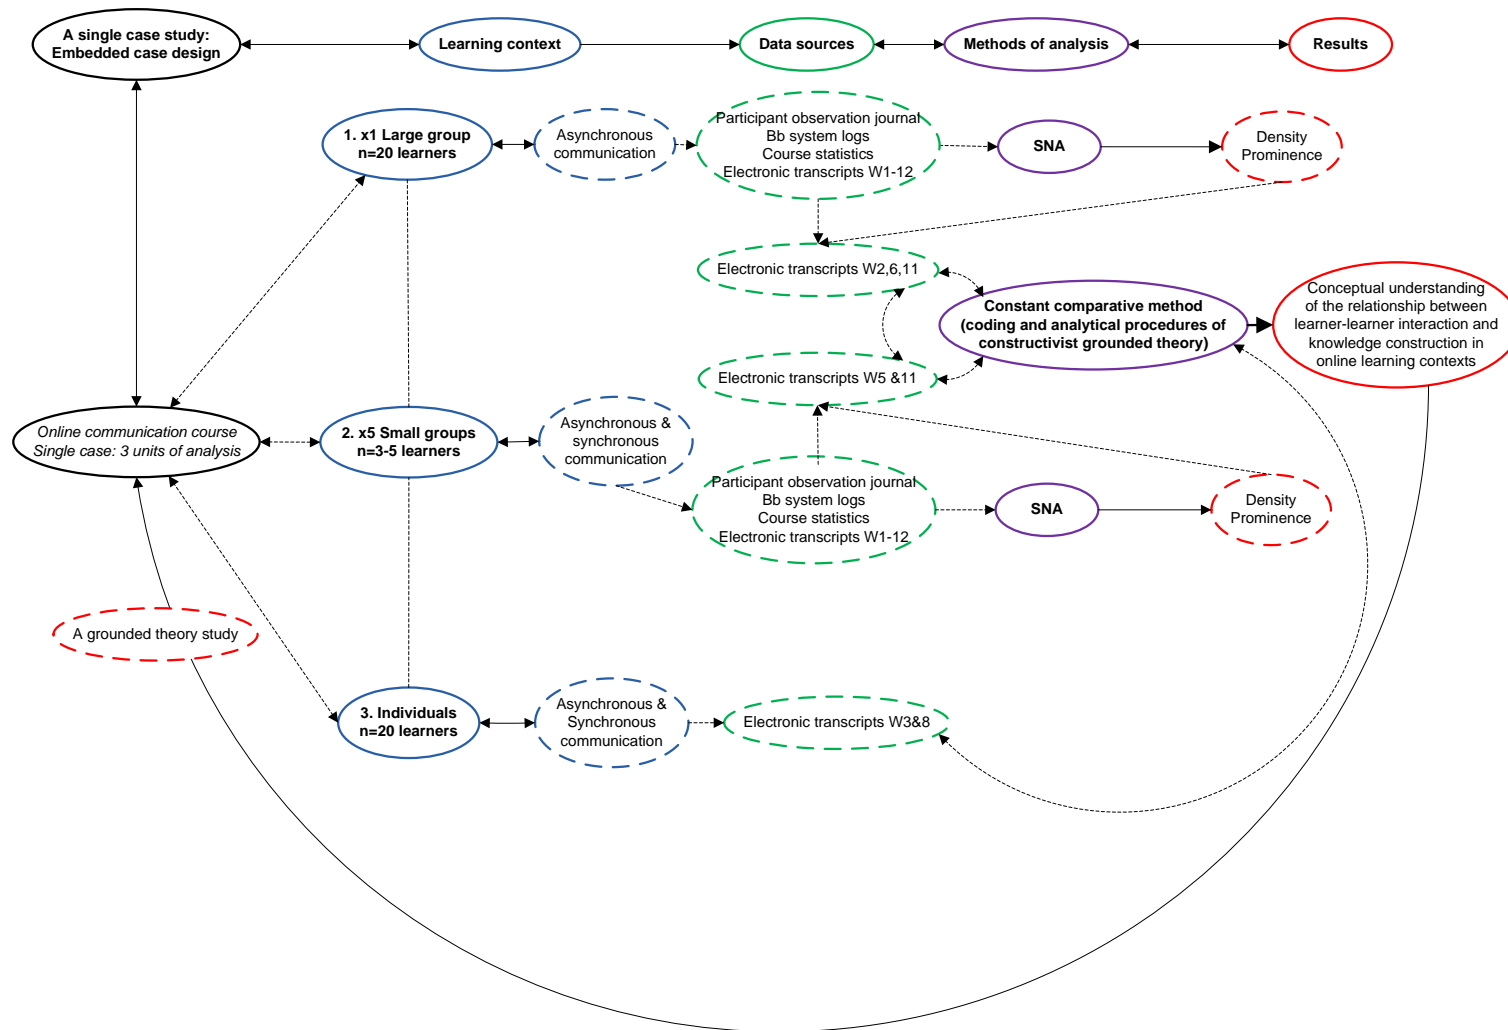 A single case study:
Embedded case design
Learning context
Data sources
Methods of analysis
Results
1. x1 Large group
n=20 learners
Asynchronous
communication
Participant observation journal
Bb system logs
Course statistics
Electronic transcripts W1-12
SNA
Density
Prominence
Electronic transcripts W2,6,11
Constant comparative method
(coding and analytical procedures of
constructivist grounded theory)
Conceptual understanding
of the relationship between
learner-learner interaction and
knowledge construction in
online learning contexts
Electronic transcripts W5 &11
Online communication course
Single case: 3 units of analysis
2. x5 Small groups
n=3-5 learners
Asynchronous &
synchronous
communication
Participant observation journal
Bb system logs
Course statistics
Electronic transcripts W1-12
SNA
Density
Prominence
A grounded theory study
3. Individuals
n=20 learners
Asynchronous &
Synchronous
communication
Electronic transcripts W3&8